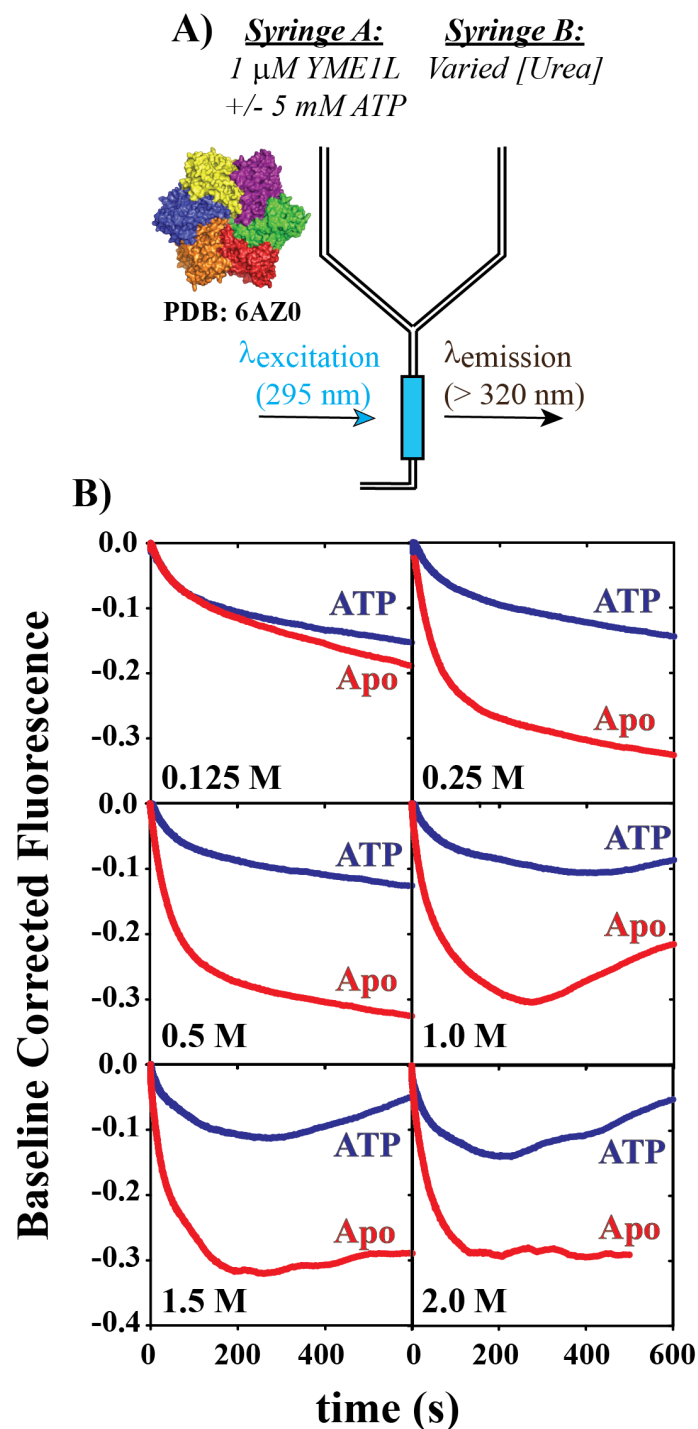 A)
Syringe A:
1 µM YME1L
+/- 5 mM ATP
Syringe B:
Varied [Urea]
PDB: 6AZ0
λexcitation
(295 nm)
λemission
(> 320 nm)
B)
Baseline Corrected Fluorescence
0.0
-0.1
-0.2
-0.3
ATP
Apo
0.125 M
ATP
Apo
0.25 M
0.0
-0.1
-0.2
-0.3
ATP
Apo
0.5 M
ATP
Apo
1.0 M
0.0
-0.1
-0.2
-0.3
-0.4
ATP
Apo
1.5 M
ATP
Apo
2.0 M
0 200 400 0 200 400 600
time (s)